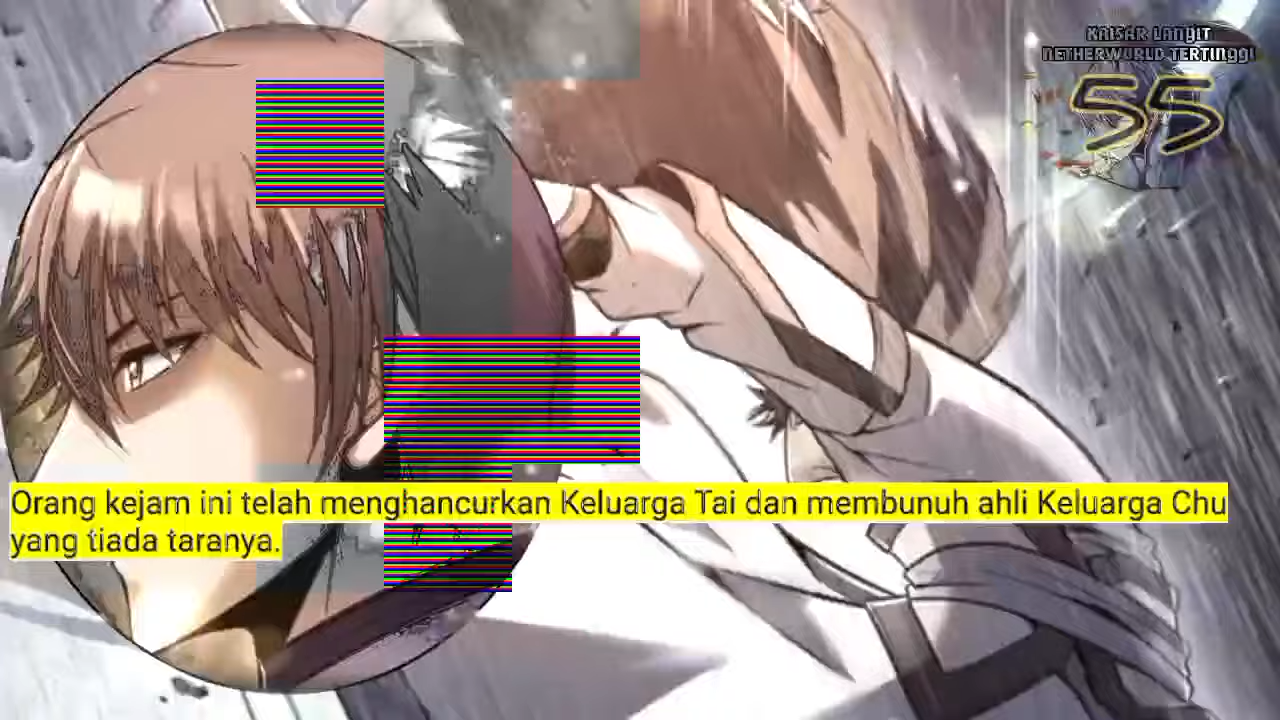 KAISAR LANGIT
NETHERWORLD TERTINGGI
55
Orang kejam ini telah menghancurkan Keluarga Tai dan membunuh ahli Keluarga Chu
yang tiada taranya.